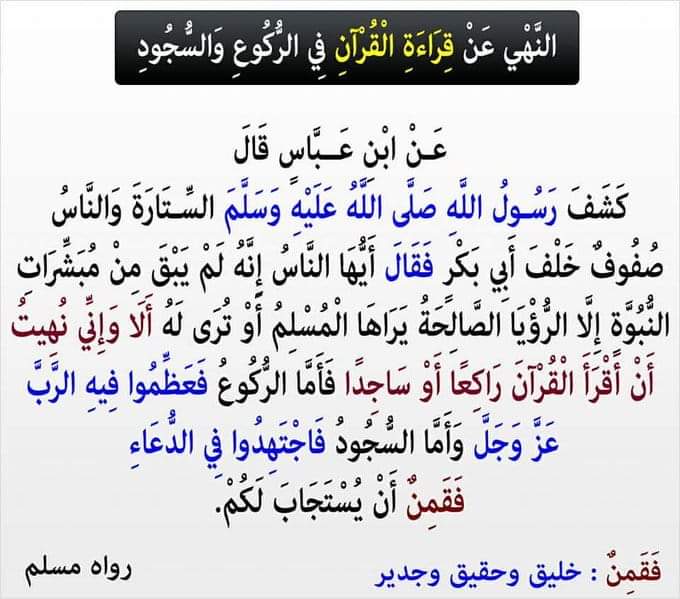 النَّهْي عَنْ قِرَاءَةِ الْقُرْآنِ فِي الرُّكُوعِ وَالسُّجُودِ
عَـنْ ابْنِ عَـبَّاسٍ قَالَ
كَشَفَ رَسُولُ اللَّهِ صَلَّى اللَّهُ عَلَيْهِ وَسَلَّمَ السِّـتَارَةَ وَالنَّاسُ
صُفُوفٌ خَلْفَ أَبِي بَكْرٍ فَقَالَ أَيُّهَا النَّاسُ إِنَّهُ لَمْ يَبْقَ مِنْ مُبَشِّرَاتِ
النُّبُوَّةِ إِلَّا الرُّؤْيَا الصَّالِحَةُ يَرَاهَا الْمُسْلِمُ أَوْ تُرَى لَهُ أَلَا وَإِنِّي نُهِيتُ
أَنْ أَقْرَأَ الْقُرْآنَ رَاكِعًا أَوْ سَاجِدًا فَأَمَّا الرُّكُوعُ فَعَظِّمُوا فِيهِ الرَّبَّ
عَزَّ وَجَلَّ وَأَمَّا السُّجُودُ فَاجْتَهِدُوا فِي الدُّعَاءِ
فَقَمِنٌ أَنْ يُسْتَجَابَ لَكُمْ.
فَقَمِنٌ : خليق وحقيق وجدير
رواه مسلم